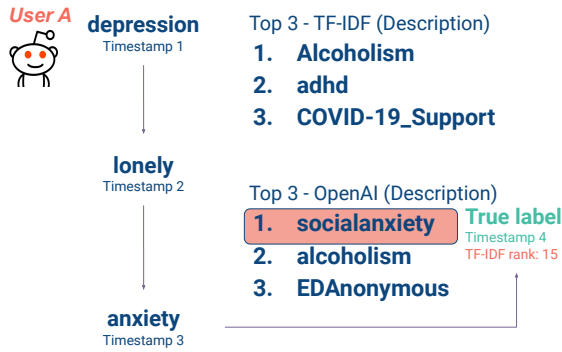 User A
depression
Timestamp 1
lonely
Timestamp 2
anxiety
Timestamp 3
Top 3 - TF-IDF (Description)
1. Alcoholism
2. adhd
3. COVID-19_Support
Top 3 - OpenAI (Description)
1. socialanxiety
2. alcoholism
3. EDAnonymous
True label
Timestamp 4
TF-IDF rank: 15